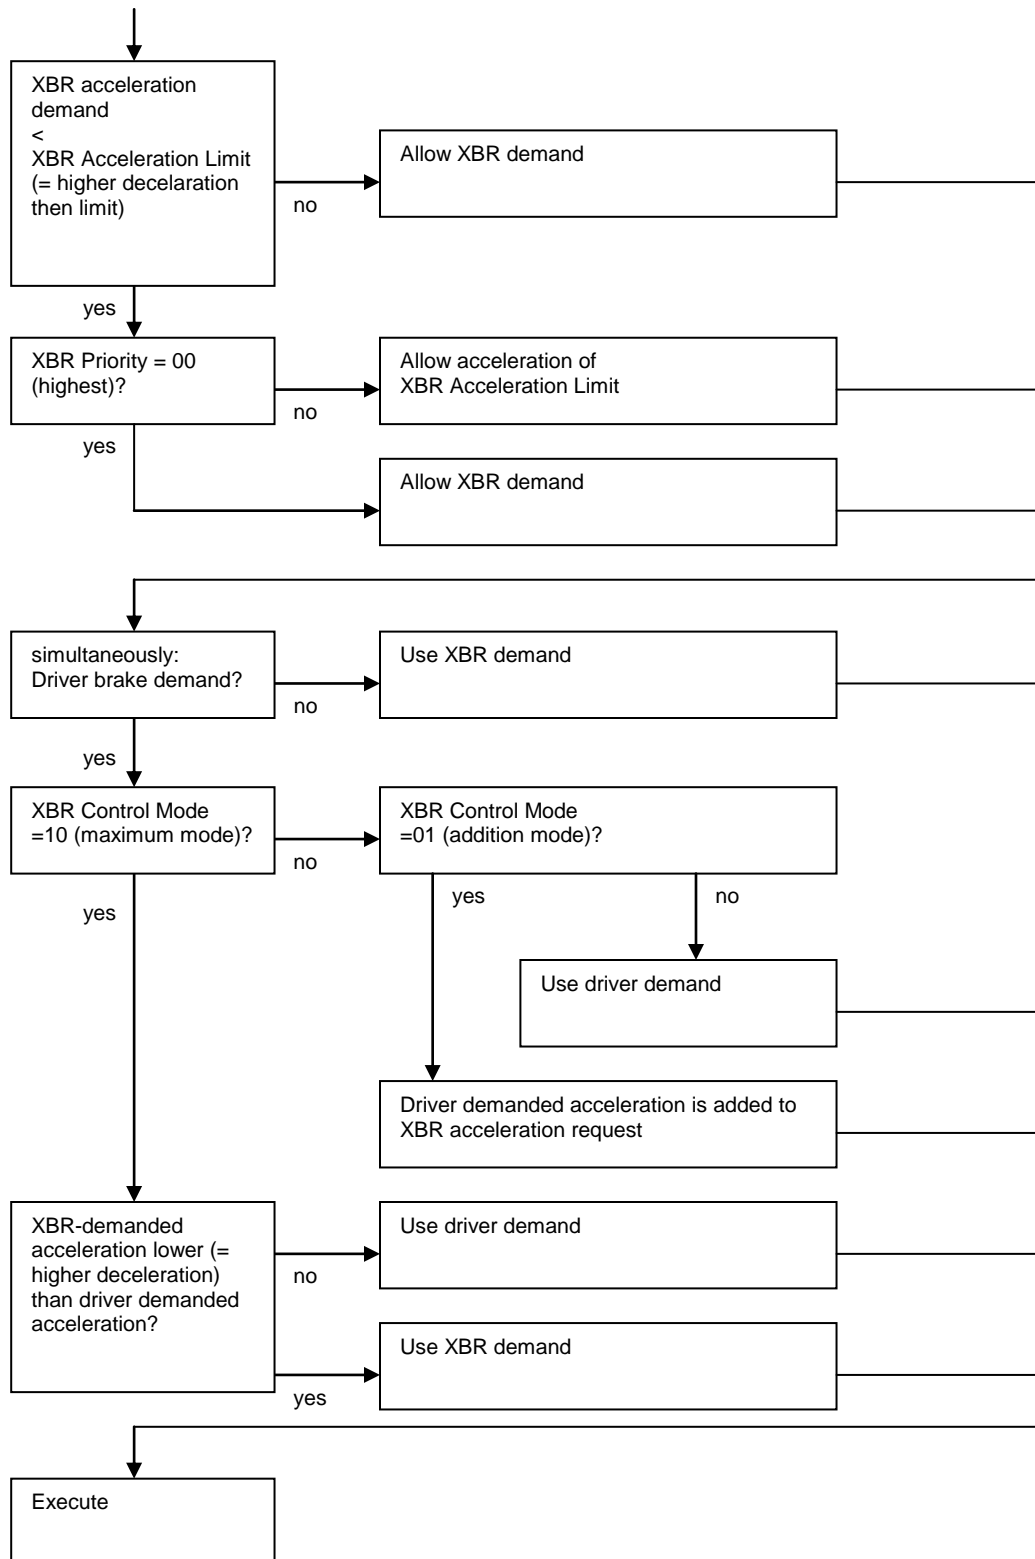 XBR acceleration
demand
<
XBR Acceleration Limit
(= higher decelaration
then limit)
no
Allow XBR demand
yes
XBR Priority = 00
(highest)?
no
Allow acceleration of
XBR Acceleration Limit
yes
Allow XBR demand
simultaneously:
Driver brake demand?
no
Use XBR demand
yes
XBR Control Mode
=10 (maximum mode)?
no
XBR Control Mode
=01 (addition mode)?
yes
no
yes
Use driver demand
Driver demanded acceleration is added to
XBR acceleration request
XBR-demanded
acceleration lower (=
higher deceleration)
than driver demanded
acceleration?
no
Use driver demand
yes
Use XBR demand
Execute